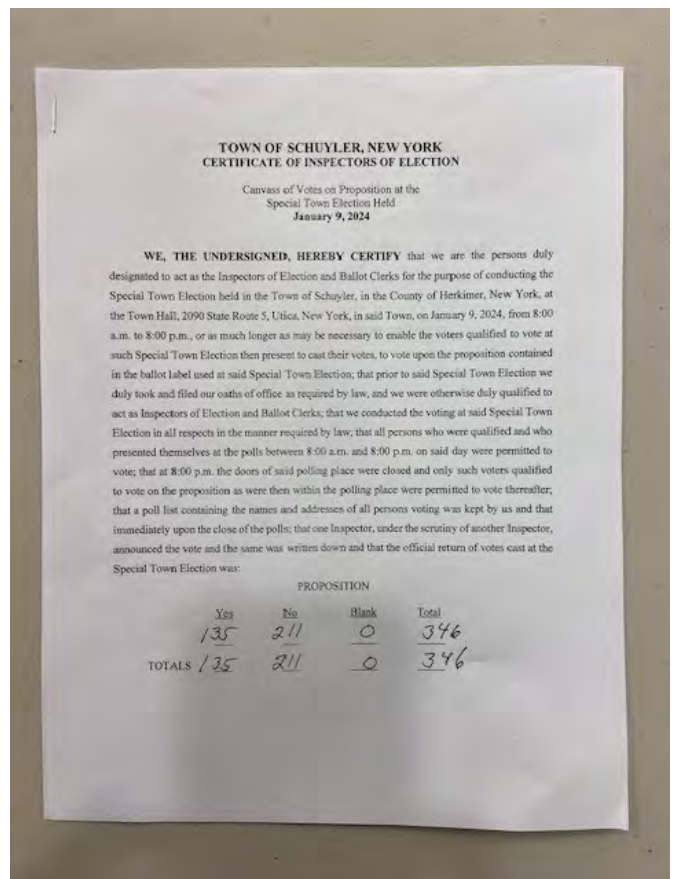 TOWN OF SCHUYLER, NEW YORK
CERTIFICATE OF INSPECTORS OF ELECTION
Canvass of Votes on Proposition at the
Special Town Election Held
January 9, 2024
WE, THE UNDERSIGNED, HEREBY CERTIFY that we are the persons duly
designated to act as the Inspectors of Election and Ballot Clerks for the purpose of conducting the
Special Town Election held in the Town of Schuyler, in the County of Herkimer, New York, at
the Town Hall, 2090 State Route 5, Utica, New York, in said Town, on January 9, 2024, from 8:00
a.m. to 8:00 p.m., or as much longer as may be necessary to enable the voters qualified to vote at
such Special Town Election then present to cast their votes, to vote upon the proposition contained
in the ballot label used at said Special Town Election; that prior to said Special Town Election we
duly took and filed our oaths of office as required by law, and we were otherwise duly qualified to
act as Inspectors of Election and Ballot Clerks; that we conducted the voting at said Special Town
Election in all respects in the manner required by law; that all persons who were qualified and who
presented themselves at the polls between 8:00 a.m. and 8:00 p.m. on said day were permitted to
vote; that at 8:00 p.m. the doors of said polling place were closed and only such voters qualified
to vote on the proposition as were then within the polling place were permitted to vote thereafter;
that a poll list containing the names and addresses of all persons voting was kept by us and that
immediately upon the close of the polls; that one Inspector, under the scrutiny of another Inspector,
announced the vote and the same was written down and that the official return of votes cast at the
Special Town Election was:
PROPOSITION
Yes No Blank Total
135 211 0 346
TOTALS 135 211 0 346